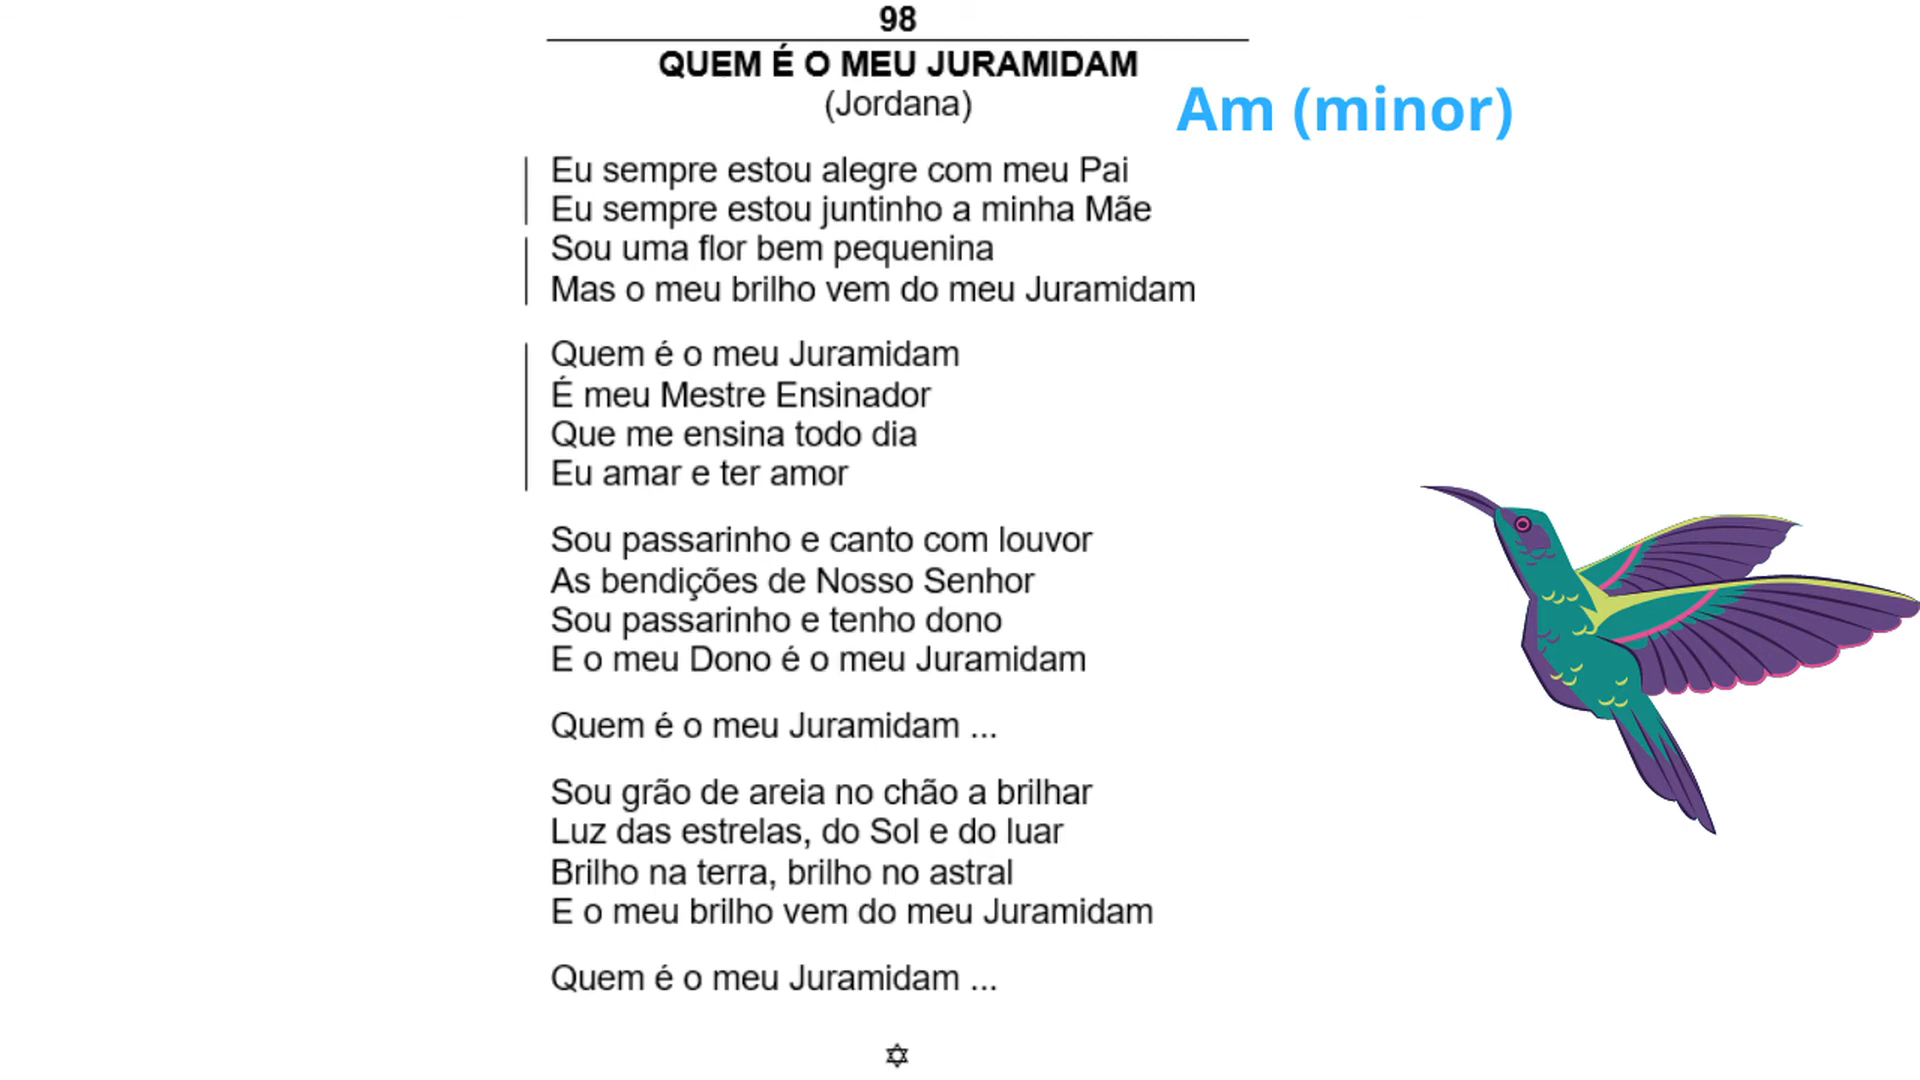 98
QUEM É O MEU JURAMIDAM
(Jordana)
Am (minor)
Eu sempre estou alegre com meu Pai
Eu sempre estou juntinho a minha Mãe
Sou uma flor bem pequenina
Mas o meu brilho vem do meu Juramidam
Quem é o meu Juramidam
É meu Mestre Ensinador
Que me ensina todo dia
Eu amar e ter amor
Sou passarinho e canto com louvor
As bendições de Nosso Senhor
Sou passarinho e tenho dono
E o meu Dono é o meu Juramidam
Quem é o meu Juramidam ...
Sou grão de areia no chão a brilhar
Luz das estrelas, do Sol e do luar
Brilho na terra, brilho no astral
E o meu brilho vem do meu Juramidam
Quem é o meu Juramidam ...